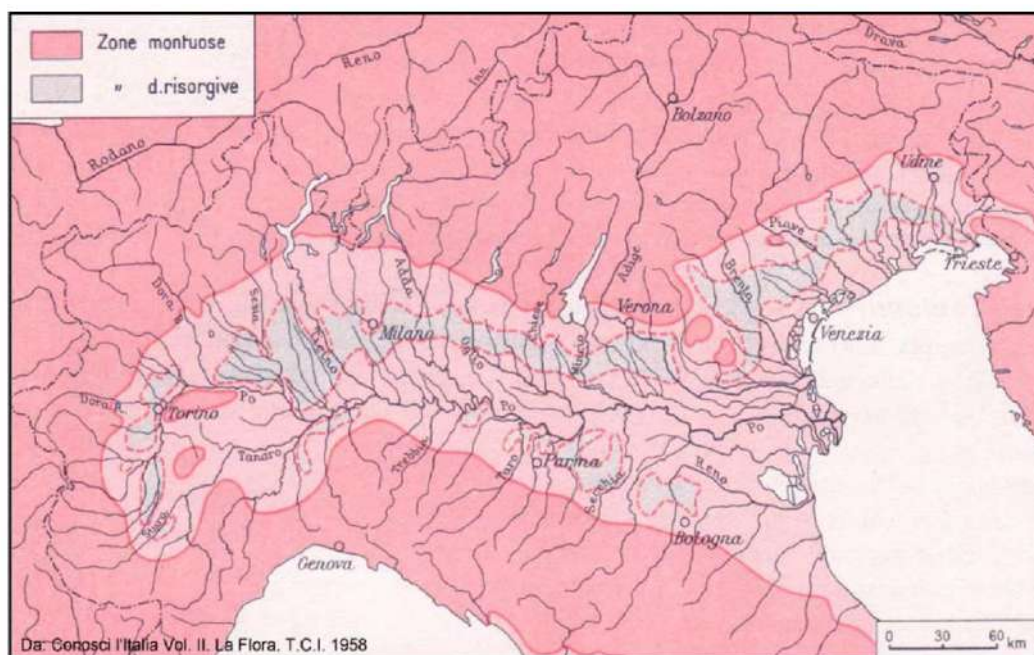 Zone montuose
" d.risorgive
Reno
Inn
Drava
Rodano
Bolzano
Udine
Piave
Trieste
Dora B.
Sesia
Adda
Adige
Brenta
Ticino
Milano
Chiese
Verona
Venezia
Oglio
Mincio
Dora R.
Torino
Po
Po
Po
Tanaro
Trebbia
Taro
Parma
Secchia
Reno
Stura
Bologna
Genova
Da: Conosci l'Italia Vol. II. La Flora. T.C.I. 1958
0 30 60
km